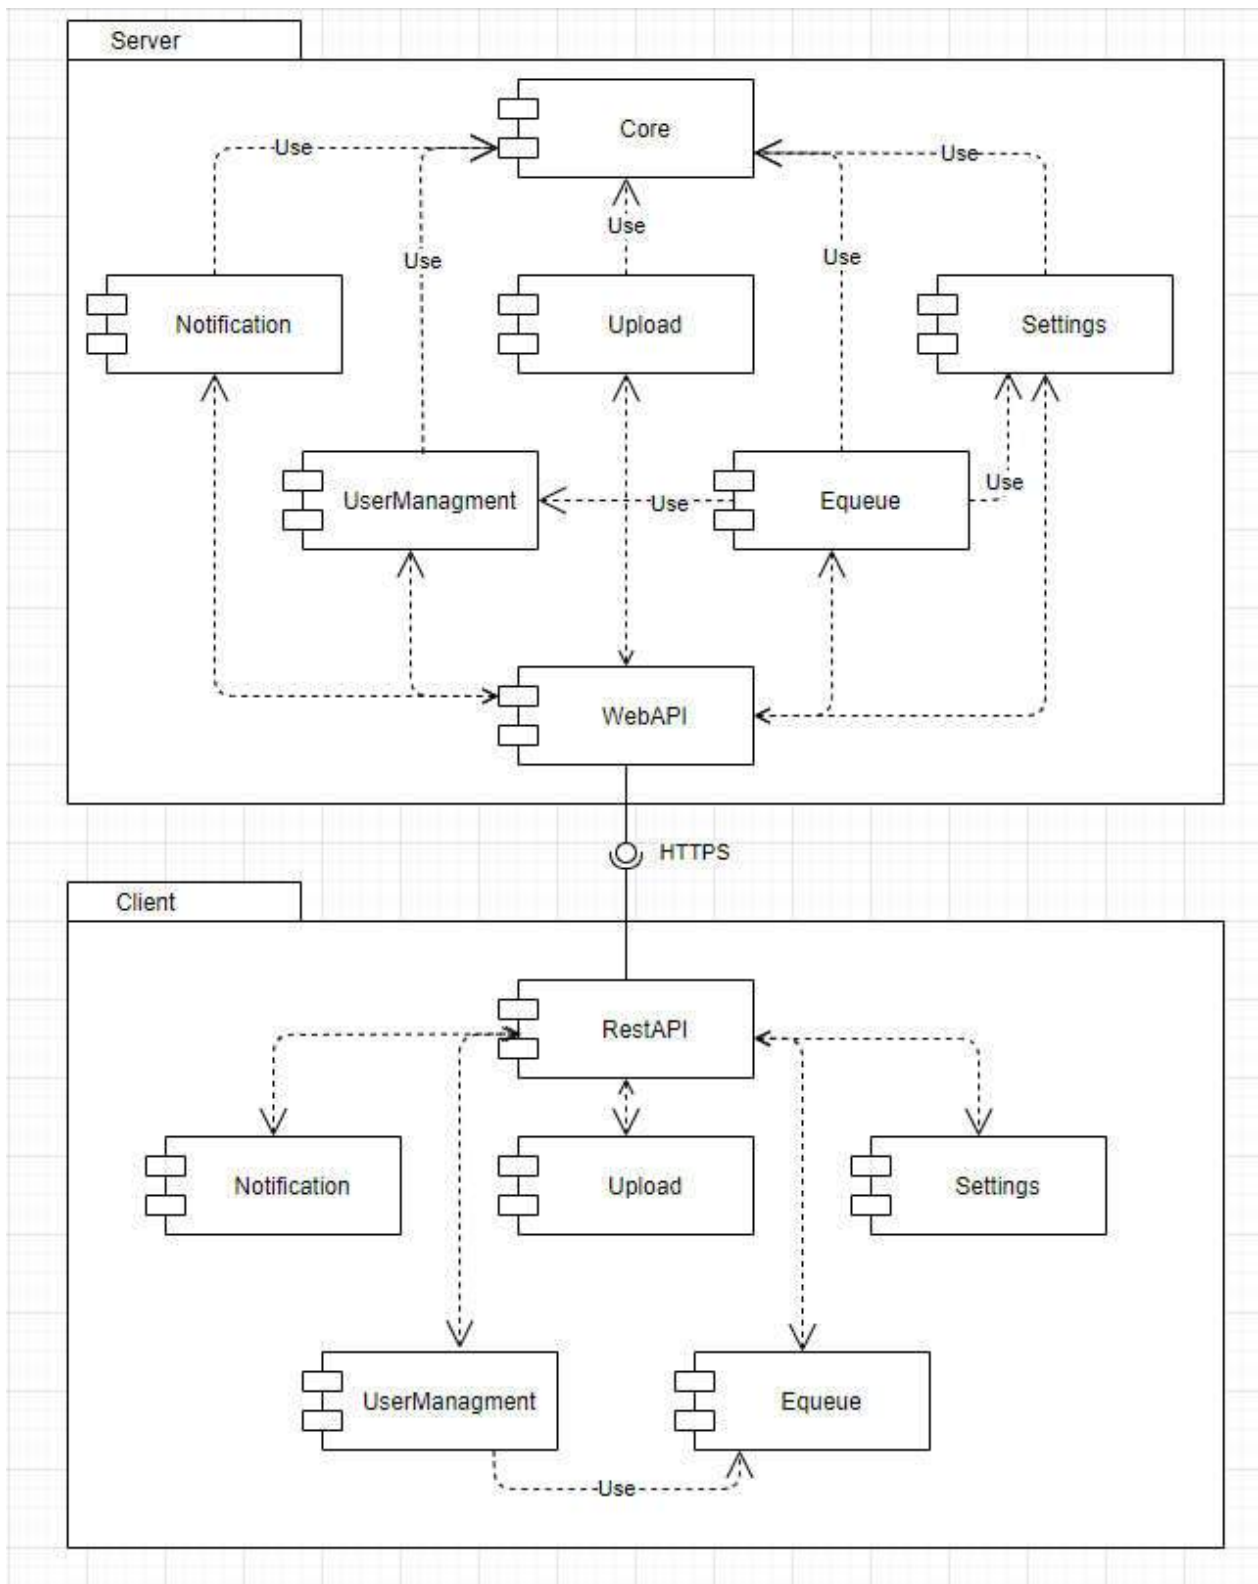 Server
Core
Use
Use
Use
Use
Use
Notification
Upload
Settings
UserManagment
Use
Equeue
Use
WebAPI
HTTPS
Client
RestAPI
Notification
Upload
Settings
UserManagment
Equeue
Use